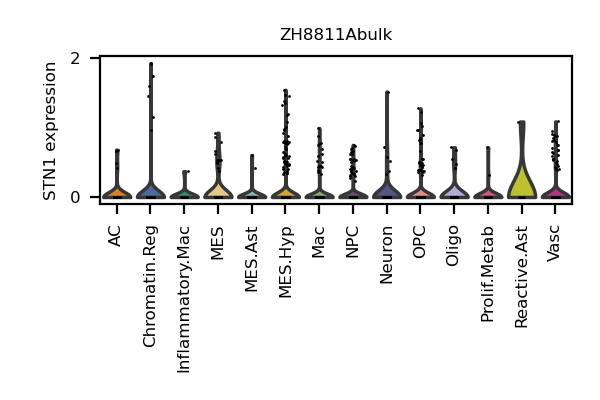 ZH8811Abulk
STN1 expression
2
0
AC
Chromatin.Reg
Inflammatory.Mac
MES
MES.Ast
MES.Hyp
Mac
NPC
Neuron
OPC
Oligo
Prolif.Metab
Reactive.Ast
Vasc